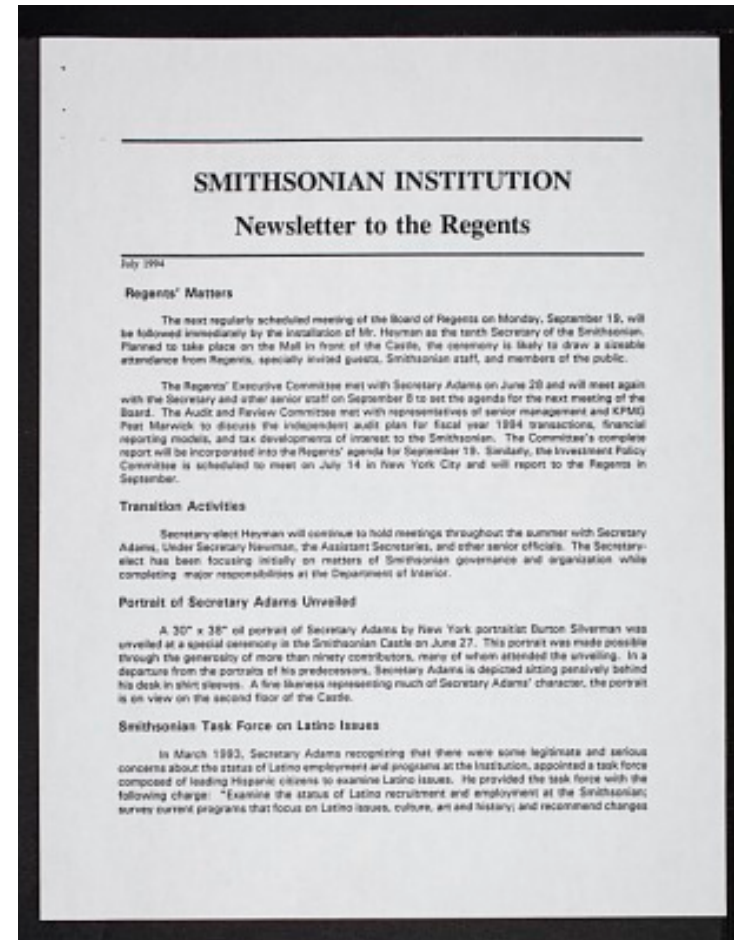 SMITHSONIAN INSTITUTION
Newsletter to the Regents
July 1994
Regents' Matters
The next regularly scheduled meeting of the Board of Regents on Monday, September 19, will
be followed immediately by the installation of Mr. Heyman as the tenth Secretary of the Smithsonian.
Planned to take place on the Mall in front of the Castle, the ceremony is likely to draw a sizeable
attendance from Regents, specially invited guests, Smithsonian staff, and members of the public.
The Regents' Executive Committee met with Secretary Adams on June 28 and will meet again
with the Secretary and other senior staff on September 8 to set the agenda for the next meeting of the
Board. The Audit and Review Committee met with representatives of senior management and KPMG
Peat Marwick to discuss the independent audit plan for fiscal year 1994 transactions, financial
reporting models, and tax developments of interest to the Smithsonian. The Committee's complete
report will be incorporated into the Regents' agenda for September 19. Similarly, the Investment Policy
Committee is scheduled to meet on July 14 in New York City and will report to the Regents in
September.
Transition Activities
Secretary-elect Heyman will continue to hold meetings throughout the summer with Secretary
Adams, Under Secretary Newman, the Assistant Secretaries, and other senior officials. The Secretary-
elect has been focusing initially on matters of Smithsonian governance and organization while
completing major responsibilities at the Department of Interior.
Portrait of Secretary Adams Unveiled
A 30" x 38" oil portrait of Secretary Adams by New York portraitist Burton Silverman was
unveiled at a special ceremony in the Smithsonian Castle on June 27. This portrait was made possible
through the generosity of more than ninety contributors, many of whom attended the unveiling. In a
departure from the portraits of his predecessors, Secretary Adams is depicted sitting pensively behind
his desk in shirt sleeves. A fine likeness representing much of Secretary Adams' character, the portrait
is on view on the second floor of the Castle.
Smithsonian Task Force on Latino Issues
In March 1993, Secretary Adams recognizing that there were some legitimate and serious
concerns about the status of Latino employment and programs at the Institution, appointed a task force
composed of leading Hispanic citizens to examine Latino issues. He provided the task force with the
following charge: "Examine the status of Latino recruitment and employment at the Smithsonian;
survey current programs that focus on Latino issues, culture, art and history; and recommend changes